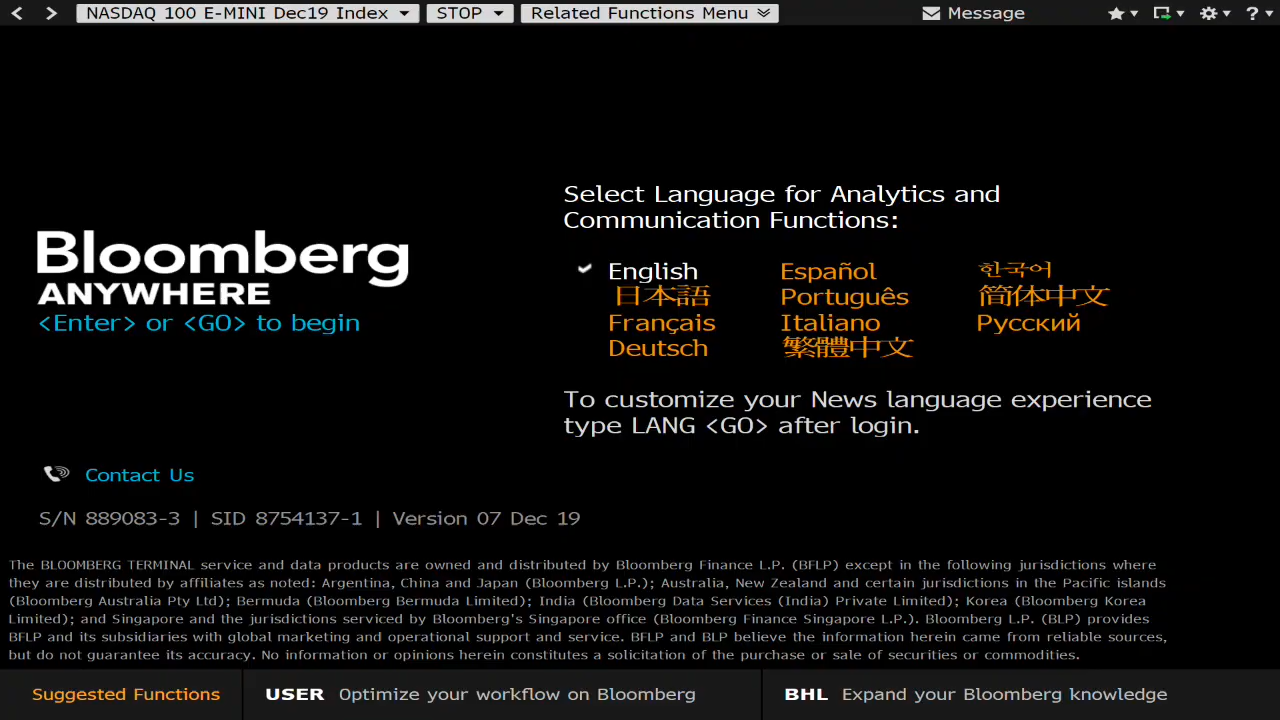 NASDAQ 100 E-MINI Dec19 Index STOP Related Functions Menu Message ?
Select Language for Analytics and
Communication Functions:
Bloomberg
ANYWHERE
<Enter> or <GO> to begin
English Español 한국어
日本語 Português 简体中文
Français Italiano Русский
Deutsch 繁體中文
To customize your News language experience
type LANG <GO> after login.
Contact Us
S/N 889083-3 | SID 8754137-1 | Version 07 Dec 19
The BLOOMBERG TERMINAL service and data products are owned and distributed by Bloomberg Finance L.P. (BFLP) except in the following jurisdictions where
they are distributed by affiliates as noted: Argentina, China and Japan (Bloomberg L.P.); Australia, New Zealand and certain jurisdictions in the Pacific islands
(Bloomberg Australia Pty Ltd); Bermuda (Bloomberg Bermuda Limited); India (Bloomberg Data Services (India) Private Limited); Korea (Bloomberg Korea
Limited); and Singapore and the jurisdictions serviced by Bloomberg's Singapore office (Bloomberg Finance Singapore L.P.). Bloomberg L.P. (BLP) provides
BFLP and its subsidiaries with global marketing and operational support and service. BFLP and BLP believe the information herein came from reliable sources,
but do not guarantee its accuracy. No information or opinions herein constitutes a solicitation of the purchase or sale of securities or commodities.
Suggested Functions USER Optimize your workflow on Bloomberg BHL Expand your Bloomberg knowledge